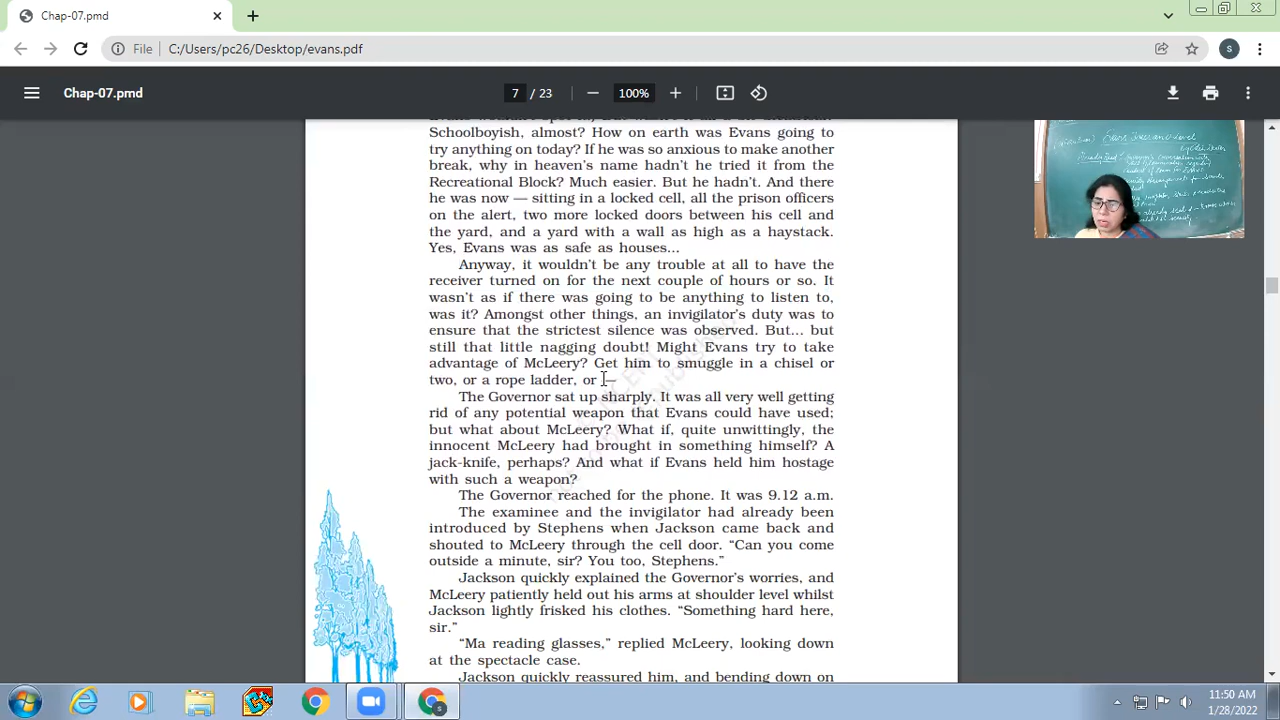 Chap-07.pmd
File
C:/Users/pc26/Desktop/evans.pdf
S
Chap-07.pmd
7 / 23
100%
Schoolboyish, almost? How on earth was Evans going to
try anything on today? If he was so anxious to make another
break, why in heaven's name hadn't he tried it from the
Recreational Block? Much easier. But he hadn't. And there
he was now — sitting in a locked cell, all the prison officers
on the alert, two more locked doors between his cell and
the yard, and a yard with a wall as high as a haystack.
Yes, Evans was as safe as houses...
Anyway, it wouldn't be any trouble at all to have the
receiver turned on for the next couple of hours or so. It
wasn't as if there was going to be anything to listen to,
was it? Amongst other things, an invigilator's duty was to
ensure that the strictest silence was observed. But... but
still that little nagging doubt! Might Evans try to take
advantage of McLeery? Get him to smuggle in a chisel or
two, or a rope ladder, or —
The Governor sat up sharply. It was all very well getting
rid of any potential weapon that Evans could have used;
but what about McLeery? What if, quite unwittingly, the
innocent McLeery had brought in something himself? A
jack-knife, perhaps? And what if Evans held him hostage
with such a weapon?
The Governor reached for the phone. It was 9.12 a.m.
The examinee and the invigilator had already been
introduced by Stephens when Jackson came back and
shouted to McLeery through the cell door. “Can you come
outside a minute, sir? You too, Stephens.”
Jackson quickly explained the Governor's worries, and
McLeery patiently held out his arms at shoulder level whilst
Jackson lightly frisked his clothes. “Something hard here,
sir.”
“Ma reading glasses,” replied McLeery, looking down
at the spectacle case.
Jackson quickly reassured him, and bending down on
11:50 AM
1/28/2022